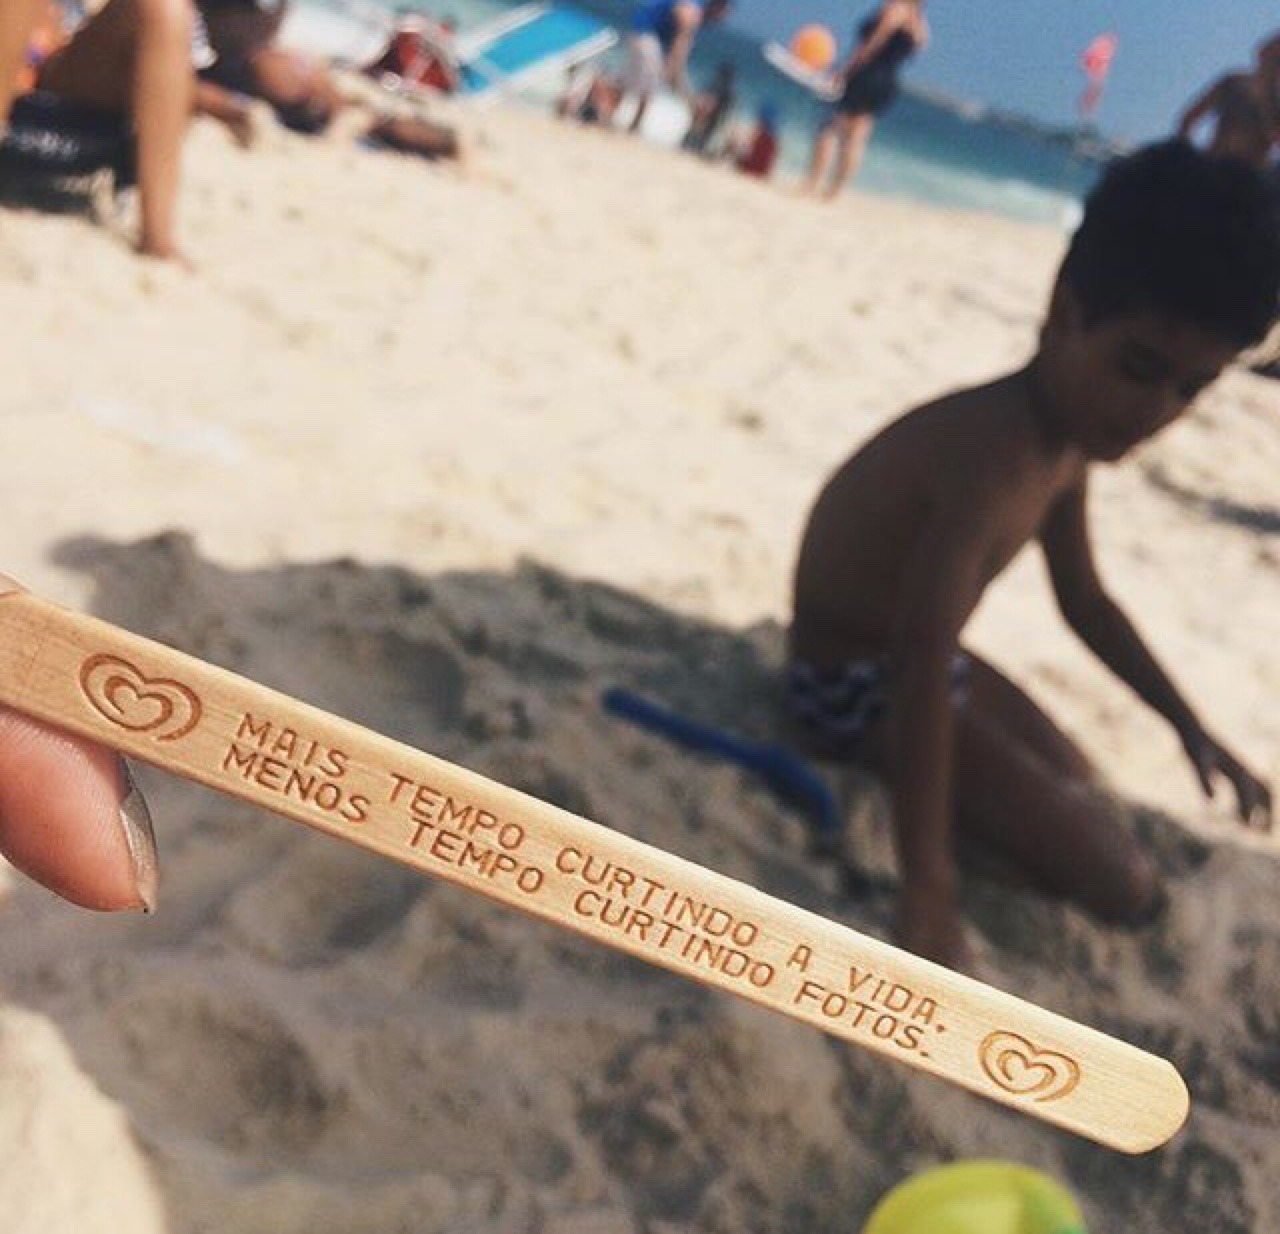 MAIS TEMPO CURTINDO A VIDA.
MENOS TEMPO CURTINDO FOTOS.